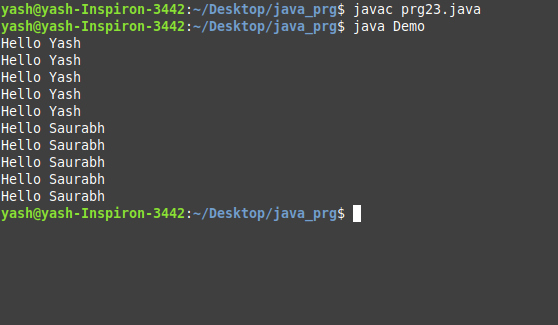 yash@yash-Inspiron-3442:~/Desktop/java_prg$ javac prg23.java
yash@yash-Inspiron-3442:~/Desktop/java_prg$ java Demo
Hello Yash
Hello Yash
Hello Yash
Hello Yash
Hello Yash
Hello Saurabh
Hello Saurabh
Hello Saurabh
Hello Saurabh
Hello Saurabh
yash@yash-Inspiron-3442:~/Desktop/java_prg$